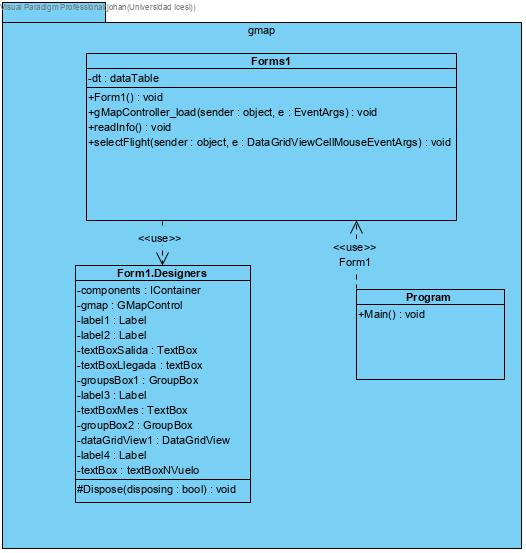 Visual Paradigm Professional(johan(Universidad Icesi))
gmap
Forms1
-dt : dataTable
+Form1() : void
+gMapController_load(sender : object, e : EventArgs) : void
+readInfo() : void
+selectFlight(sender : object, e : DataGridViewCellMouseEventArgs) : void
<<use>>
<<use>>
Form1
Form1.Designers
-components : IContainer
-gmap : GMapControl
-label1 : Label
-label2 : Label
-textBoxSalida : TextBox
-textBoxLlegada : textBox
-groupsBox1 : GroupBox
-label3 : Label
-textBoxMes : TextBox
-groupBox2 : GroupBox
-dataGridView1 : DataGridView
-label4 : Label
-textBox : textBoxNVuelo
#Dispose(disposing : bool) : void
Program
+Main() : void